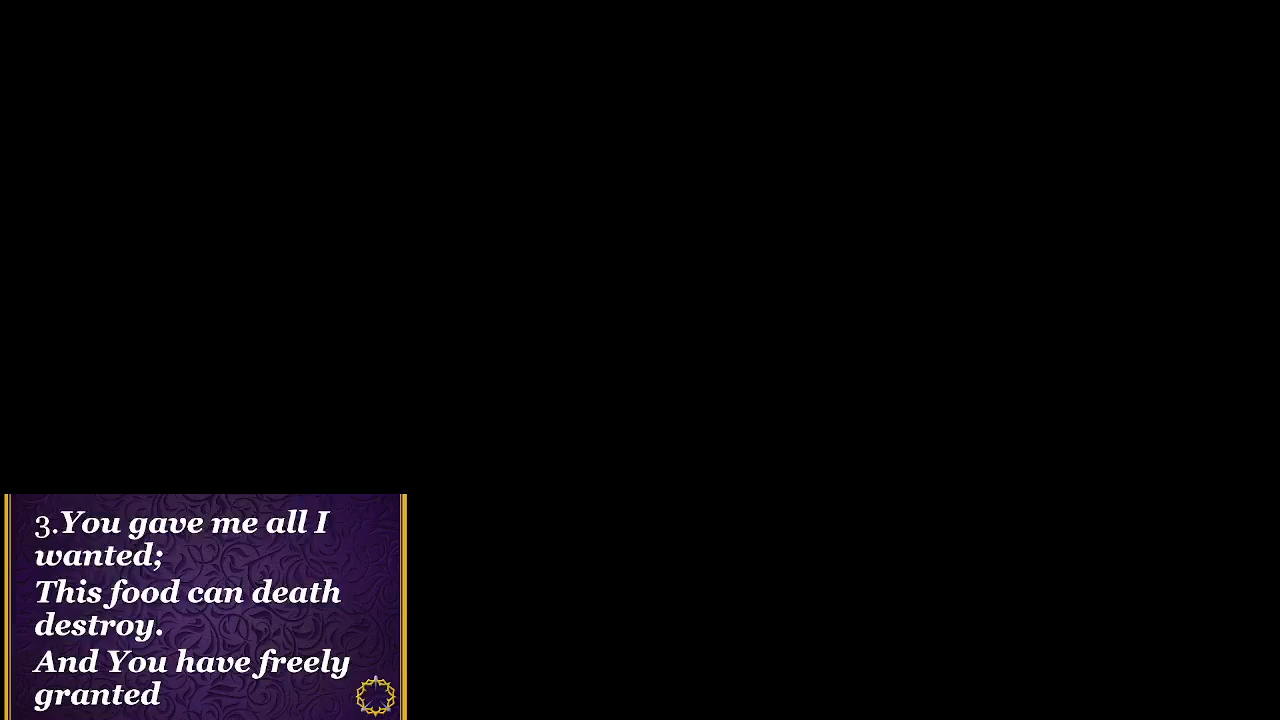 3.You gave me all I
wanted;
This food can death
destroy.
And You have freely
granted